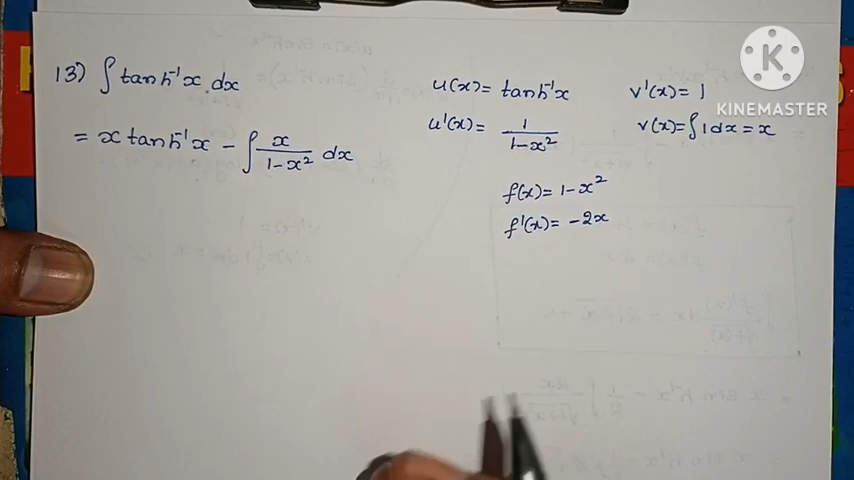 13) ∫ tanh⁻¹x dx
= x tanh⁻¹x − ∫ x/(1−x²) dx
u(x) = tanh⁻¹x
u'(x) = 1/(1−x²)
v'(x) = 1
v(x) = ∫ 1 dx = x
f(x) = 1−x²
f'(x) = −2x
K
KINEMASTER